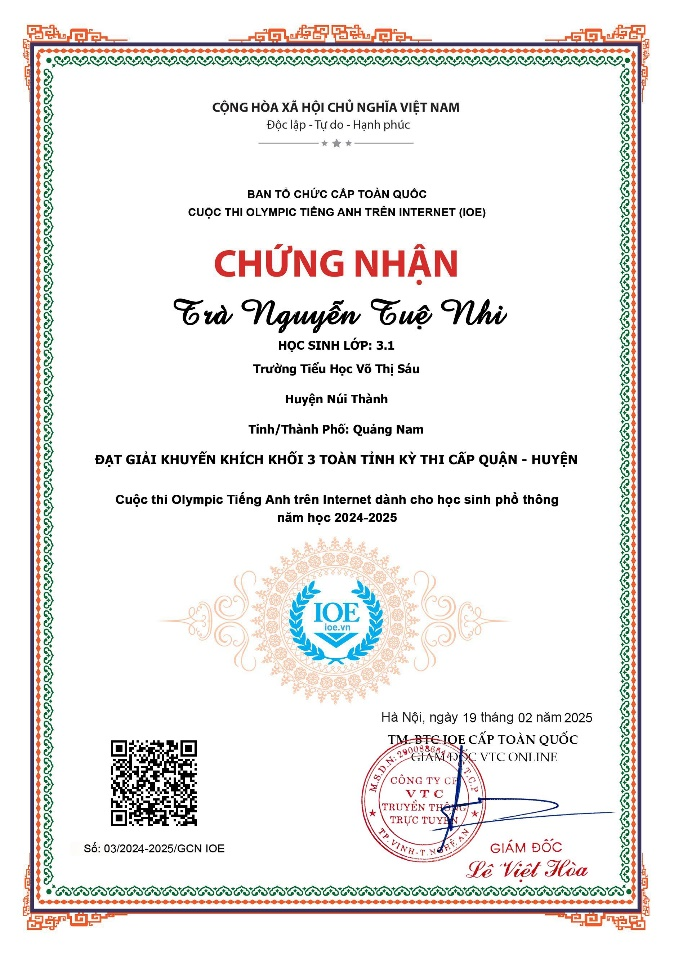 CỘNG HÒA XÃ HỘI CHỦ NGHĨA VIỆT NAM
Độc lập - Tự do - Hạnh phúc
BAN TỔ CHỨC CẤP TOÀN QUỐC
CUỘC THI OLYMPIC TIẾNG ANH TRÊN INTERNET (IOE)
CHỨNG NHẬN
Trà Nguyễn Tuệ Nhi
HỌC SINH LỚP: 3.1
Trường Tiểu Học Võ Thị Sáu
Huyện Núi Thành
Tỉnh/Thành Phố: Quảng Nam
ĐẠT GIẢI KHUYẾN KHÍCH KHỐI 3 TOÀN TỈNH KỲ THI CẤP QUẬN - HUYỆN
Cuộc thi Olympic Tiếng Anh trên Internet dành cho học sinh phổ thông
năm học 2024-2025
IOE
ioe.vn
Hà Nội, ngày 19 tháng 02 năm 2025
TM. BTC IOE CẤP TOÀN QUỐC
GIÁM ĐỐC VTC ONLINE
M.S.D.N:
T.C.P
CÔNG TY CP
VTC
TRUYỀN THÔNG
TRỰC TUYẾN
TP.VINH-T.NGHỆ AN
GIÁM ĐỐC
Lê Việt Hòa
Số: 03/2024-2025/GCN IOE